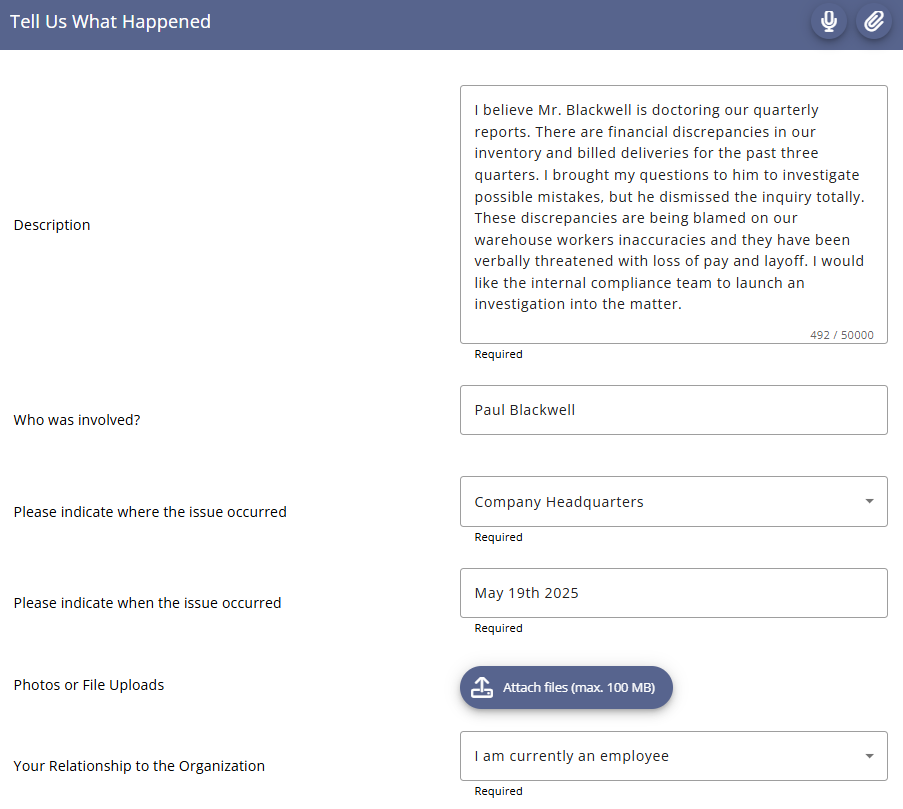 Tell Us What Happened
Description
I believe Mr. Blackwell is doctoring our quarterly
reports. There are financial discrepancies in our
inventory and billed deliveries for the past three
quarters. I brought my questions to him to investigate
possible mistakes, but he dismissed the inquiry totally.
These discrepancies are being blamed on our
warehouse workers inaccuracies and they have been
verbally threatened with loss of pay and layoff. I would
like the internal compliance team to launch an
investigation into the matter.
492 / 50000
Required
Who was involved?
Paul Blackwell
Please indicate where the issue occurred
Company Headquarters
Required
Please indicate when the issue occurred
May 19th 2025
Required
Photos or File Uploads
Attach files (max. 100 MB)
Your Relationship to the Organization
I am currently an employee
Required